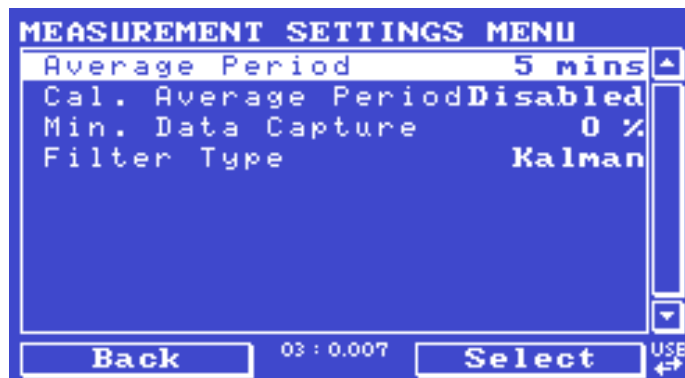 MEASUREMENT SETTINGS MENU
Average Period 5 mins
Cal. Average Period Disabled
Min. Data Capture 0 %
Filter Type Kalman
Back 03 : 0.007 Select USB